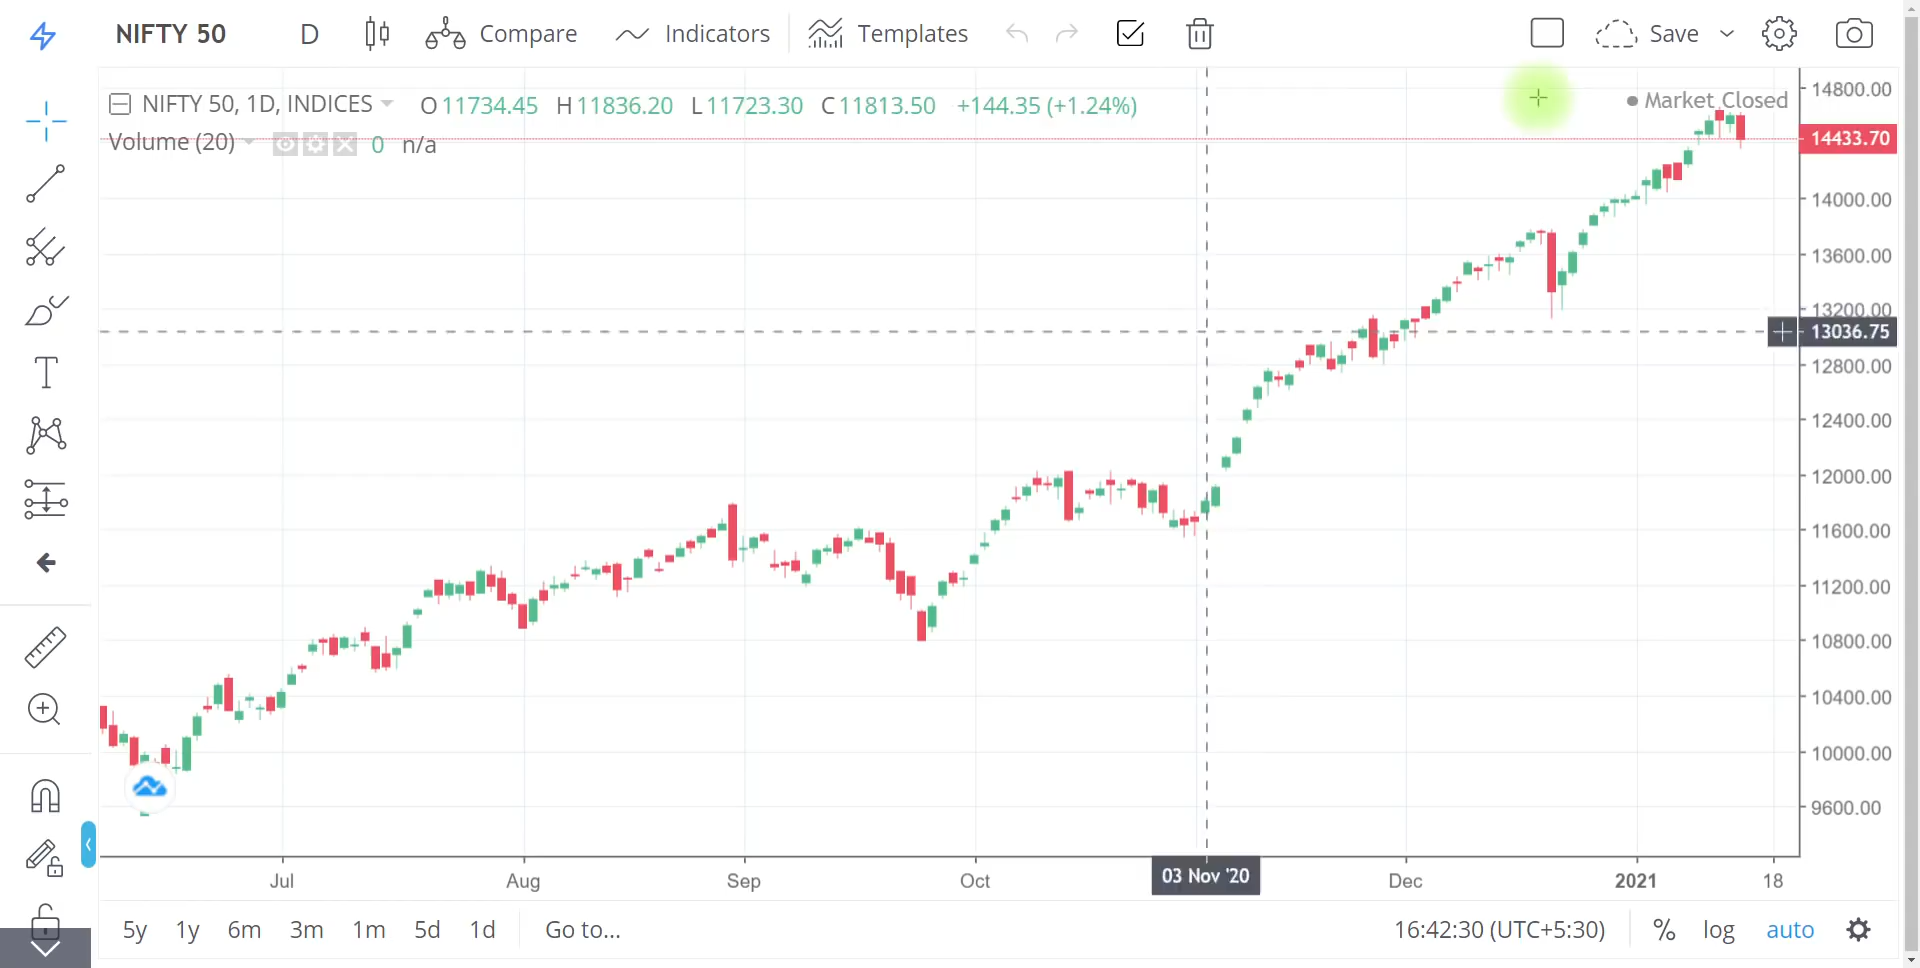 NIFTY 50 D Compare Indicators Templates Save
NIFTY 50, 1D, INDICES O 11734.45 H 11836.20 L 11723.30 C 11813.50 +144.35 (+1.24%)
Market Closed
Volume (20) 0 n/a
14800.00
14433.70
14000.00
13600.00
13200.00
13036.75
12800.00
12400.00
12000.00
11600.00
11200.00
10800.00
10400.00
10000.00
9600.00
Jul Aug Sep Oct 03 Nov '20 Dec 2021 18
5y 1y 6m 3m 1m 5d 1d Go to... 16:42:30 (UTC+5:30) % log auto